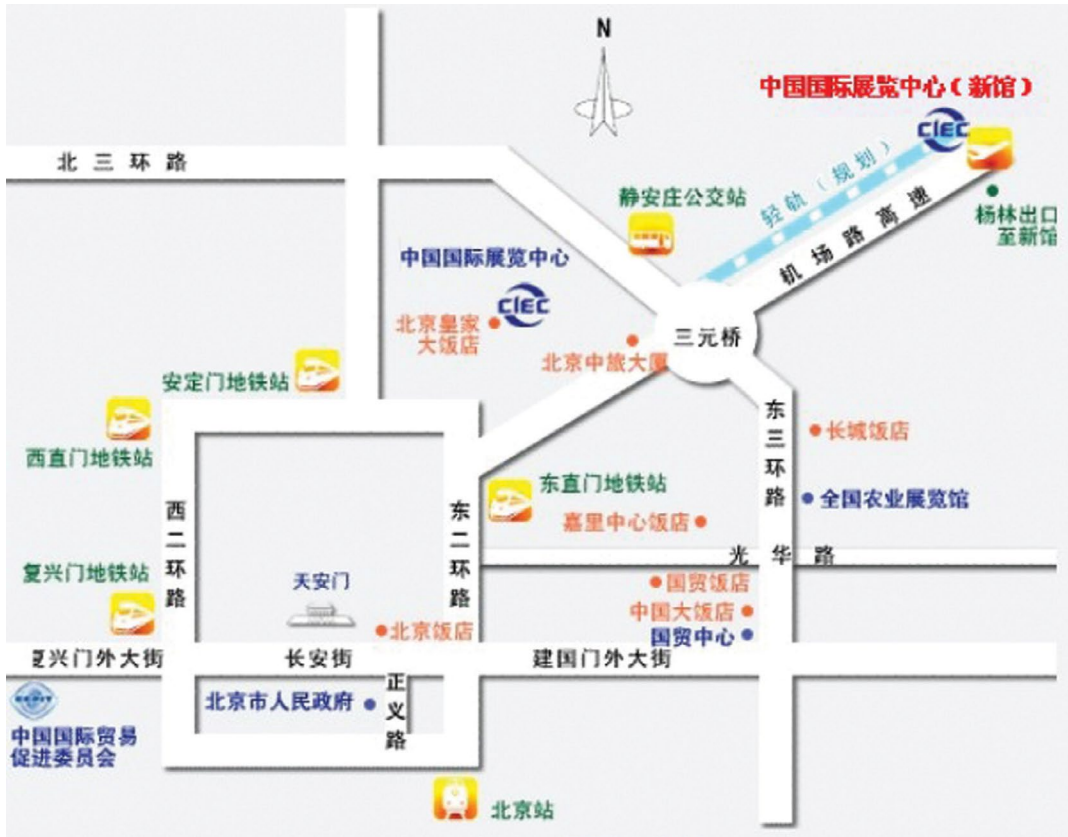 N
中国国际展览中心（新馆）
CIEC
北三环路
轻轨（规划）
静安庄公交站
机场路高速
杨林出口
至新馆
中国国际展览中心
CIEC
北京皇家
大饭店
三元桥
北京中旅大厦
安定门地铁站
东三环路
长城饭店
西直门地铁站
东直门地铁站
全国农业展览馆
西二环路
东二环路
嘉里中心饭店
光华路
复兴门地铁站
天安门
国贸饭店
中国大饭店
北京饭店
国贸中心
复兴门外大街
长安街
建国门外大街
正义路
北京市人民政府
中国国际贸易
促进委员会
北京站